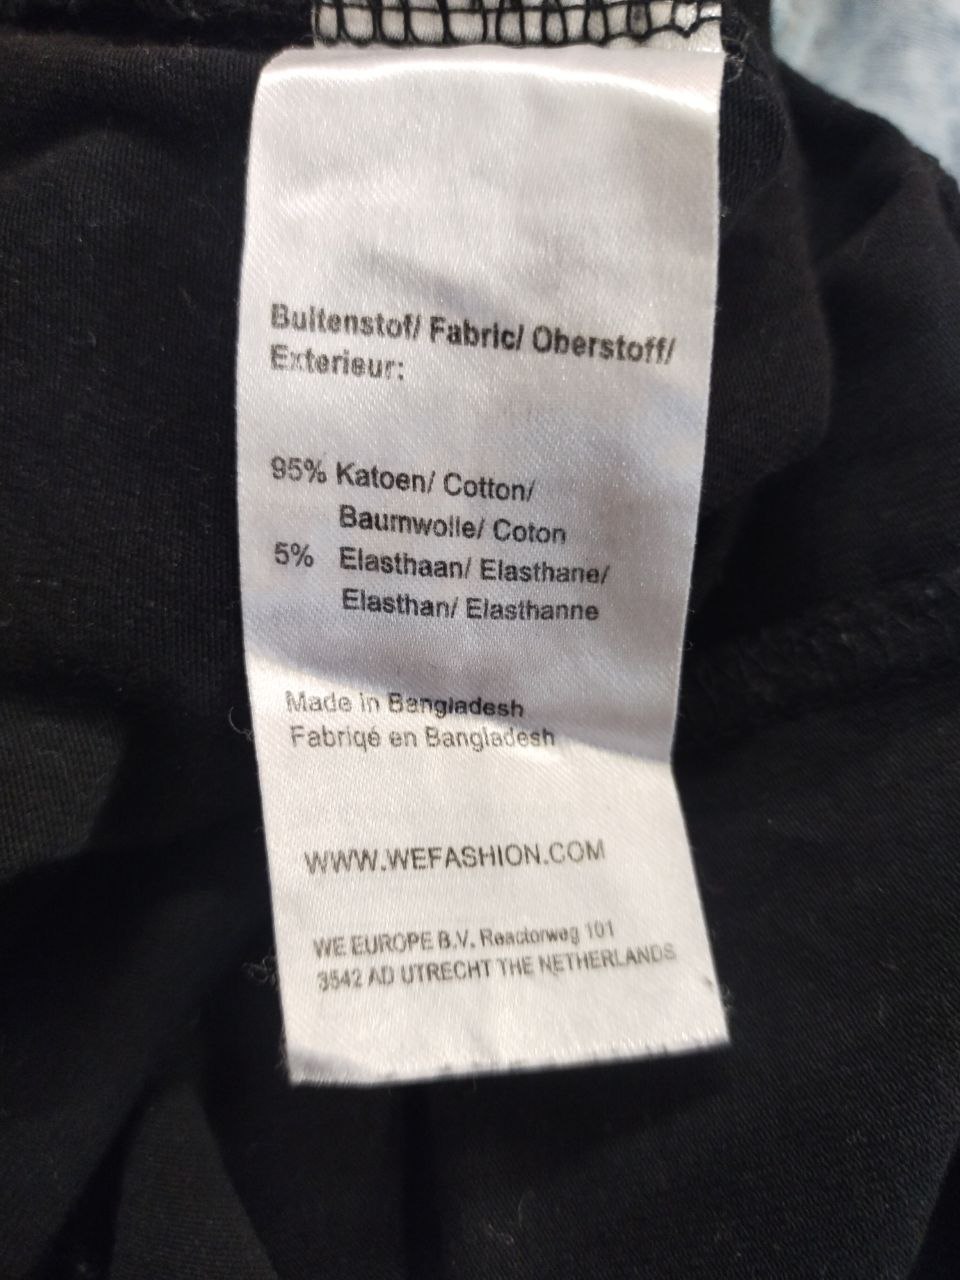 Buitenstof/ Fabric/ Oberstoff/
Exterieur:
95% Katoen/ Cotton/
Baumwolle/ Coton
5% Elasthaan/ Elasthane/
Elasthan/ Elasthanne
Made in Bangladesh
Fabriqé en Bangladesh
WWW.WEFASHION.COM
WE EUROPE B.V. Reactorweg 101
3542 AD UTRECHT THE NETHERLANDS